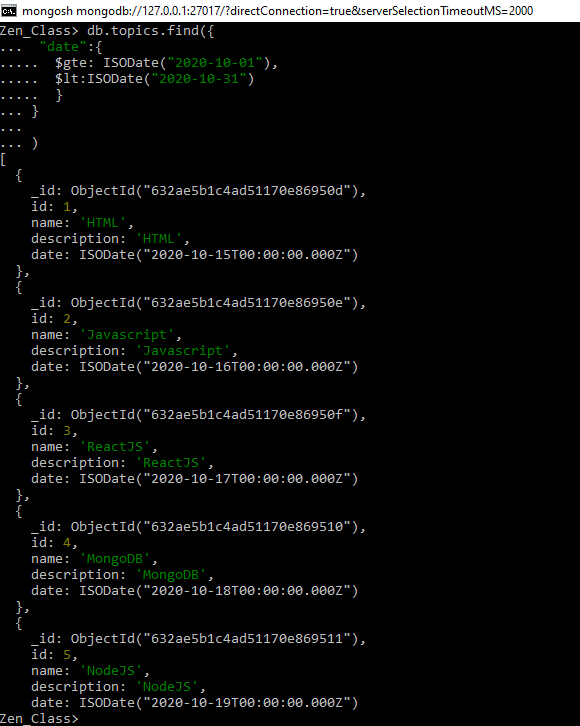 mongosh mongodb://127.0.0.1:27017/?directConnection=true&serverSelectionTimeoutMS=2000
Zen_Class> db.topics.find({
... "date":{
..... $gte: ISODate("2020-10-01"),
..... $lt:ISODate("2020-10-31")
..... }
... }
...
... )
[
  {
    _id: ObjectId("632ae5b1c4ad51170e86950d"),
    id: 1,
    name: 'HTML',
    description: 'HTML',
    date: ISODate("2020-10-15T00:00:00.000Z")
  },
  {
    _id: ObjectId("632ae5b1c4ad51170e86950e"),
    id: 2,
    name: 'Javascript',
    description: 'Javascript',
    date: ISODate("2020-10-16T00:00:00.000Z")
  },
  {
    _id: ObjectId("632ae5b1c4ad51170e86950f"),
    id: 3,
    name: 'ReactJS',
    description: 'ReactJS',
    date: ISODate("2020-10-17T00:00:00.000Z")
  },
  {
    _id: ObjectId("632ae5b1c4ad51170e869510"),
    id: 4,
    name: 'MongoDB',
    description: 'MongoDB',
    date: ISODate("2020-10-18T00:00:00.000Z")
  },
  {
    _id: ObjectId("632ae5b1c4ad51170e869511"),
    id: 5,
    name: 'NodeJS',
    description: 'NodeJS',
    date: ISODate("2020-10-19T00:00:00.000Z")
Zen_Class>